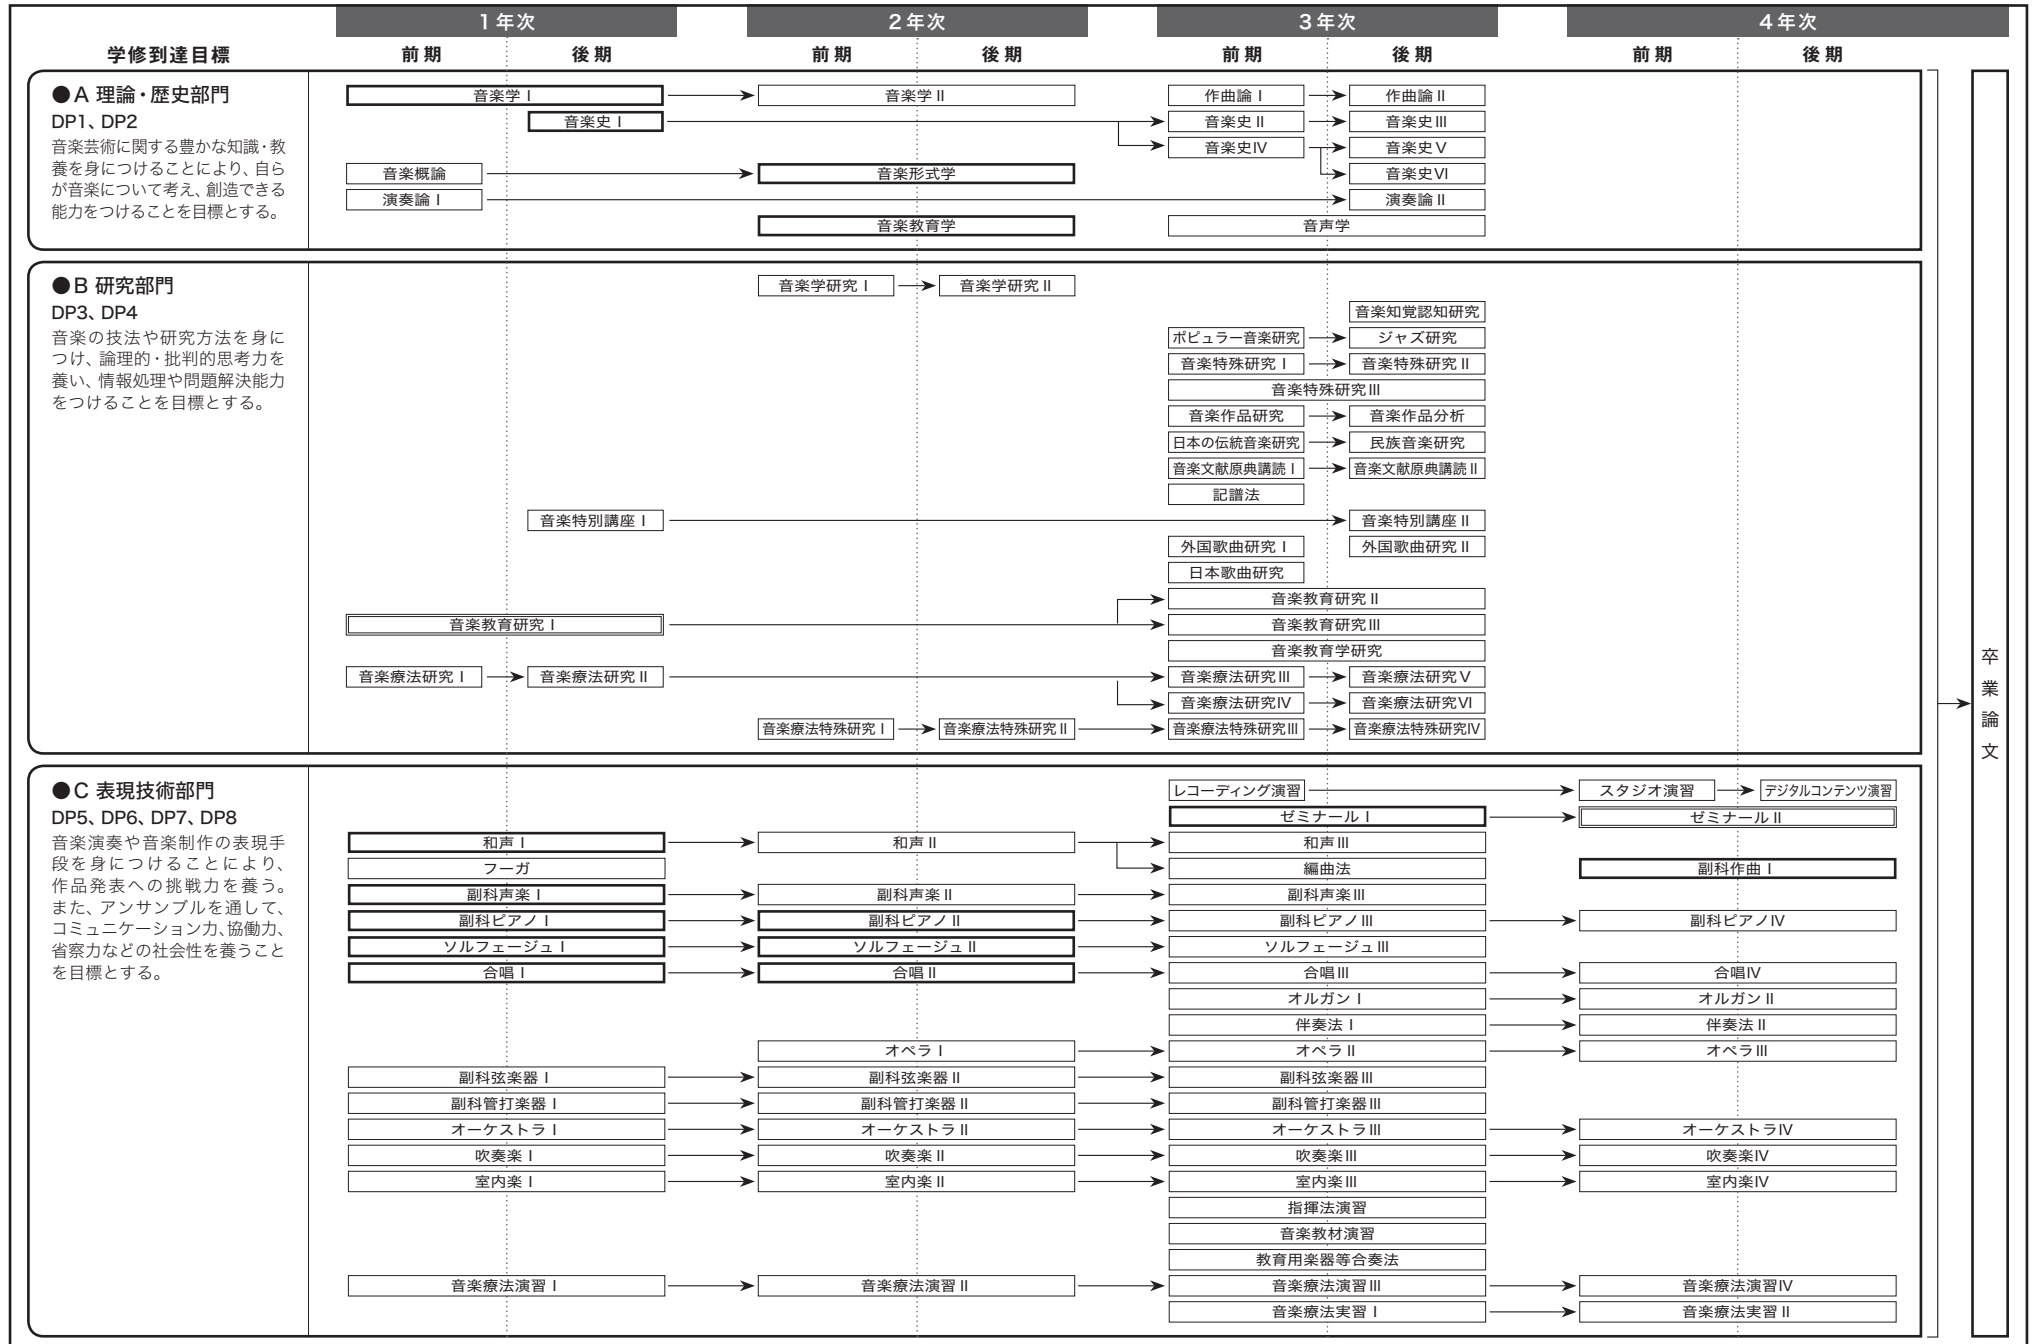 1年次 2年次 3年次 4年次
学修到達目標 前期 後期 前期 後期 前期 後期 前期 後期
●A 理論・歴史部門
DP1、DP2
音楽芸術に関する豊かな知識・教
養を身につけることにより、自ら
が音楽について考え、創造できる
能力をつけることを目標とする。
音楽学Ⅰ 音楽学Ⅱ 作曲論Ⅰ 作曲論Ⅱ
音楽史Ⅰ 音楽史Ⅱ 音楽史Ⅲ
音楽史Ⅳ 音楽史Ⅴ
音楽概論 音楽形式学 音楽史Ⅵ
演奏論Ⅰ 演奏論Ⅱ
音楽教育学 音声学
●B 研究部門
DP3、DP4
音楽の技法や研究方法を身に
つけ、論理的・批判的思考力を
養い、情報処理や問題解決能力
をつけることを目標とする。
音楽学研究Ⅰ 音楽学研究Ⅱ
音楽知覚認知研究
ポピュラー音楽研究 ジャズ研究
音楽特殊研究Ⅰ 音楽特殊研究Ⅱ
音楽特殊研究Ⅲ
音楽作品研究 音楽作品分析
日本の伝統音楽研究 民族音楽研究
音楽文献原典講読Ⅰ 音楽文献原典講読Ⅱ
記譜法
音楽特別講座Ⅰ 音楽特別講座Ⅱ
外国歌曲研究Ⅰ 外国歌曲研究Ⅱ
日本歌曲研究
音楽教育研究Ⅱ
音楽教育研究Ⅰ 音楽教育研究Ⅲ
音楽教育学研究
音楽療法研究Ⅰ 音楽療法研究Ⅱ 音楽療法研究Ⅲ 音楽療法研究Ⅴ
音楽療法研究Ⅳ 音楽療法研究Ⅵ
音楽療法特殊研究Ⅰ 音楽療法特殊研究Ⅱ 音楽療法特殊研究Ⅲ 音楽療法特殊研究Ⅳ
●C 表現技術部門
DP5、DP6、DP7、DP8
音楽演奏や音楽制作の表現手
段を身につけることにより、
作品発表への挑戦力を養う。
また、アンサンブルを通して、
コミュニケーション力、協働力、
省察力などの社会性を養うこと
を目標とする。
レコーディング演習 スタジオ演習 デジタルコンテンツ演習
ゼミナールⅠ ゼミナールⅡ
和声Ⅰ 和声Ⅱ 和声Ⅲ
フーガ 編曲法 副科作曲Ⅰ
副科声楽Ⅰ 副科声楽Ⅱ 副科声楽Ⅲ
副科ピアノⅠ 副科ピアノⅡ 副科ピアノⅢ 副科ピアノⅣ
ソルフェージュⅠ ソルフェージュⅡ ソルフェージュⅢ
合唱Ⅰ 合唱Ⅱ 合唱Ⅲ 合唱Ⅳ
オルガンⅠ オルガンⅡ
伴奏法Ⅰ 伴奏法Ⅱ
オペラⅠ オペラⅡ オペラⅢ
副科弦楽器Ⅰ 副科弦楽器Ⅱ 副科弦楽器Ⅲ
副科管打楽器Ⅰ 副科管打楽器Ⅱ 副科管打楽器Ⅲ
オーケストラⅠ オーケストラⅡ オーケストラⅢ オーケストラⅣ
吹奏楽Ⅰ 吹奏楽Ⅱ 吹奏楽Ⅲ 吹奏楽Ⅳ
室内楽Ⅰ 室内楽Ⅱ 室内楽Ⅲ 室内楽Ⅳ
指揮法演習
音楽教材演習
教育用楽器等合奏法
音楽療法演習Ⅰ 音楽療法演習Ⅱ 音楽療法演習Ⅲ 音楽療法演習Ⅳ
音楽療法実習Ⅰ 音楽療法実習Ⅱ
卒業論文